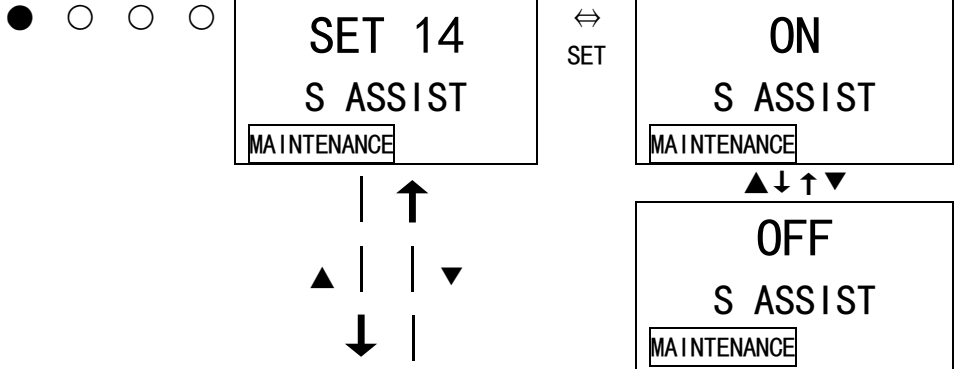 ● ○ ○ ○
SET 14
S ASSIST
MAINTENANCE
⇔
SET
ON
S ASSIST
MAINTENANCE
▲↓↑▼
OFF
S ASSIST
MAINTENANCE
▲ ▼